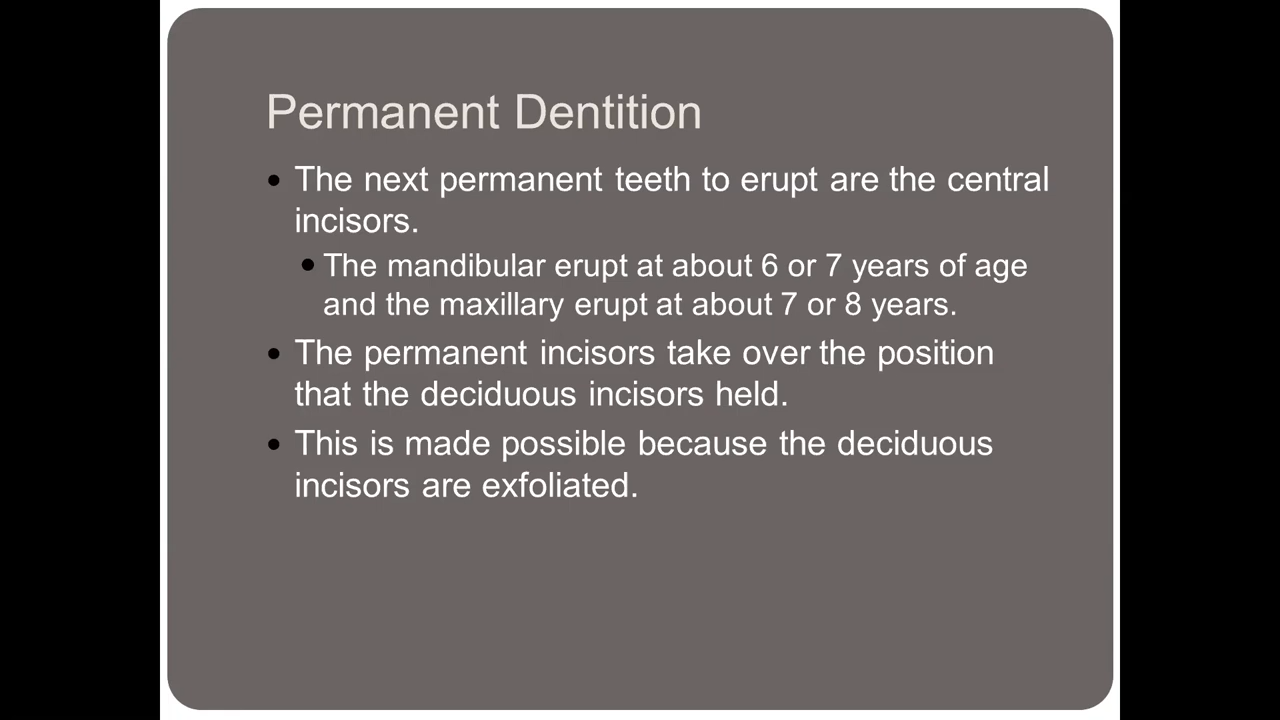 Permanent Dentition
• The next permanent teeth to erupt are the central
incisors.
• The mandibular erupt at about 6 or 7 years of age
and the maxillary erupt at about 7 or 8 years.
• The permanent incisors take over the position
that the deciduous incisors held.
• This is made possible because the deciduous
incisors are exfoliated.